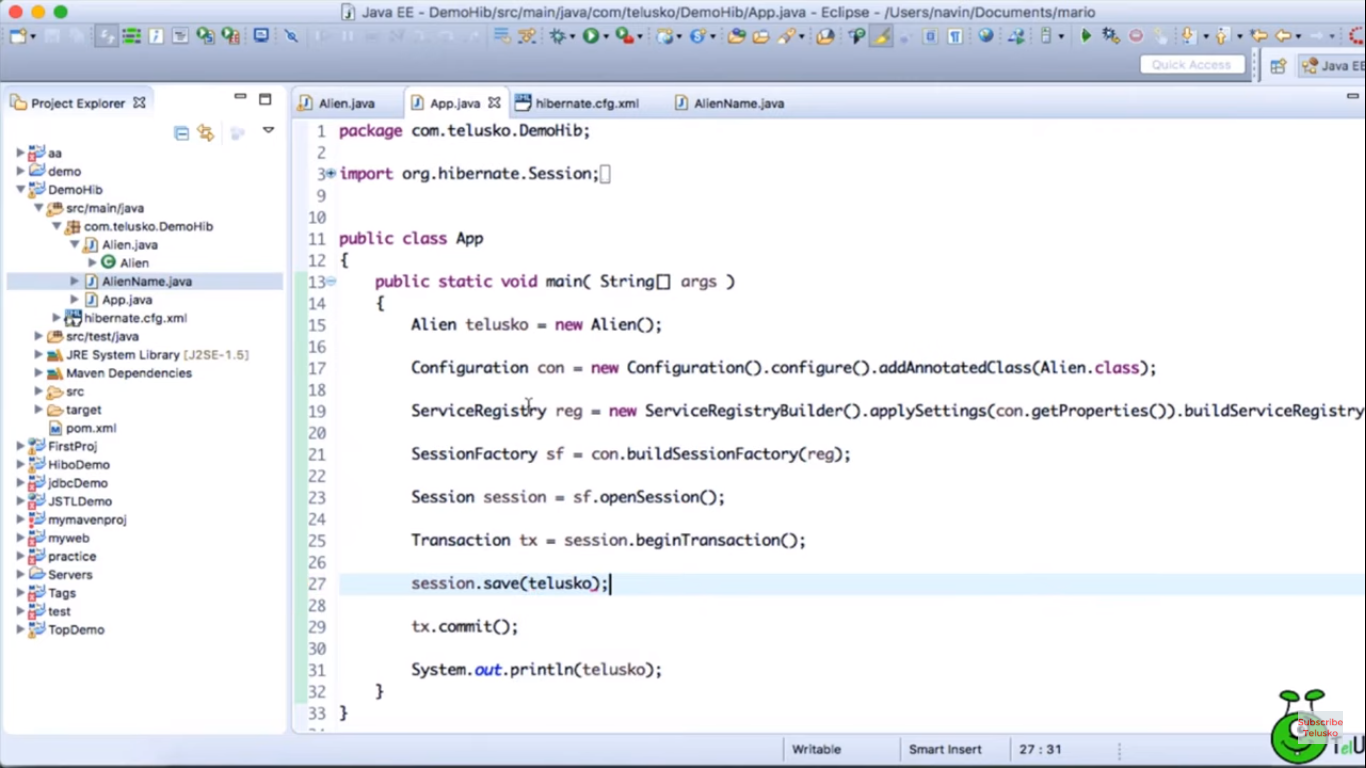 Java EE - DemoHib/src/main/java/com/telusko/DemoHib/App.java - Eclipse - /Users/navin/Documents/mario
Quick Access
Java EE
Project Explorer
aa
demo
DemoHib
src/main/java
com.telusko.DemoHib
Alien.java
Alien
AlienName.java
App.java
hibernate.cfg.xml
src/test/java
JRE System Library [J2SE-1.5]
Maven Dependencies
src
target
pom.xml
FirstProj
HiboDemo
jdbcDemo
JSTLDemo
mymavenproj
myweb
practice
Servers
Tags
test
TopDemo
Alien.java App.java hibernate.cfg.xml AlienName.java
1 package com.telusko.DemoHib;
2
3 import org.hibernate.Session;
9
10
11 public class App
12 {
13 public static void main( String[] args )
14 {
15 Alien telusko = new Alien();
16
17 Configuration con = new Configuration().configure().addAnnotatedClass(Alien.class);
18
19 ServiceRegistry reg = new ServiceRegistryBuilder().applySettings(con.getProperties()).buildServiceRegistry
20
21 SessionFactory sf = con.buildSessionFactory(reg);
22
23 Session session = sf.openSession();
24
25 Transaction tx = session.beginTransaction();
26
27 session.save(telusko);
28
29 tx.commit();
30
31 System.out.println(telusko);
32 }
33 }
Writable Smart Insert 27 : 31
Subscribe
Telusko